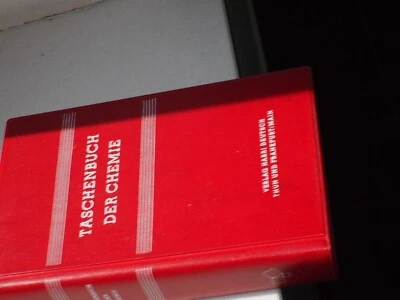 TASCHENBUCH
DER CHEMIE
VERLAG HARRI DEUTSCH
THUN UND FRANKFURT/MAIN